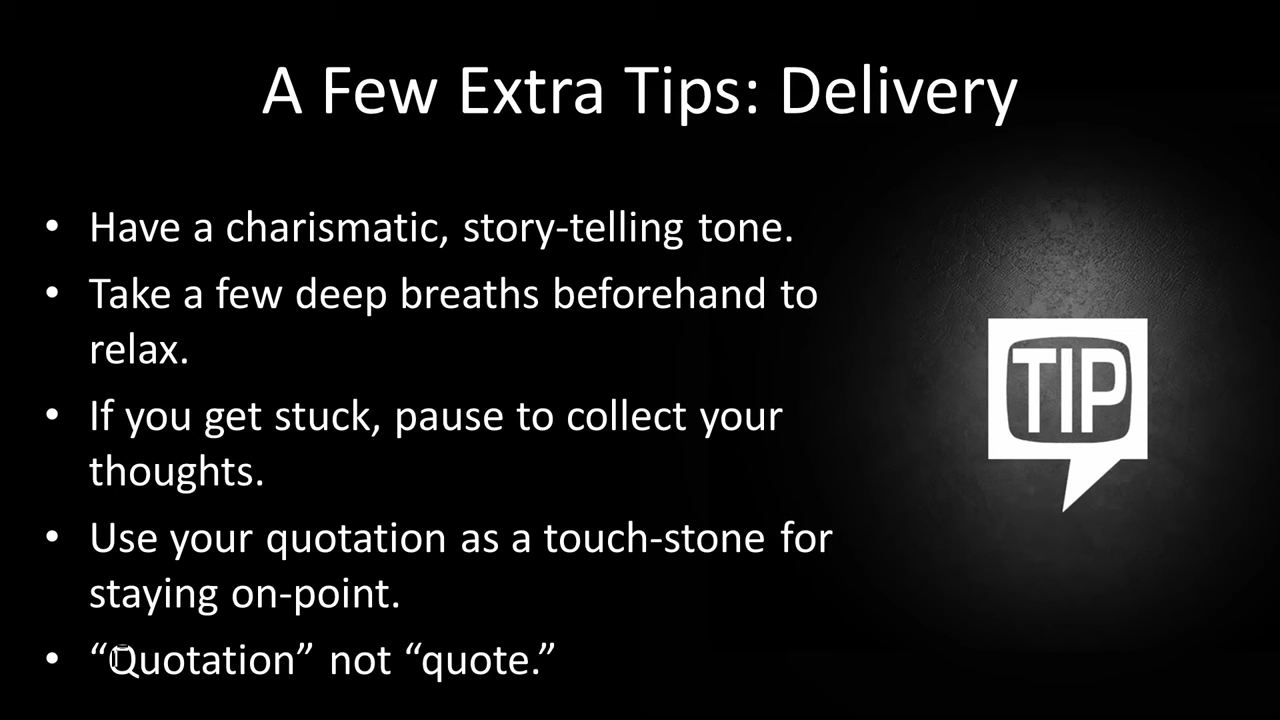 A Few Extra Tips: Delivery
• Have a charismatic, story-telling tone.
• Take a few deep breaths beforehand to
relax.
• If you get stuck, pause to collect your
thoughts.
• Use your quotation as a touch-stone for
staying on-point.
• “Quotation” not “quote.”
TIP